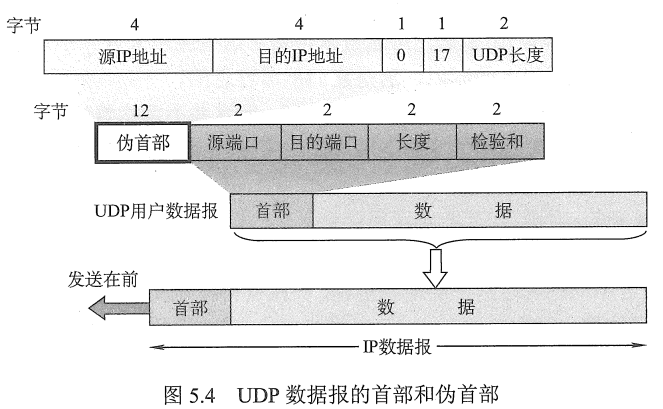 字节 4 4 1 1 2
源IP地址 目的IP地址 0 17 UDP长度
字节 12 2 2 2 2
伪首部 源端口 目的端口 长度 检验和
UDP用户数据报 首部 数 据
发送在前
首部 数 据
IP数据报
图 5.4 UDP 数据报的首部和伪首部